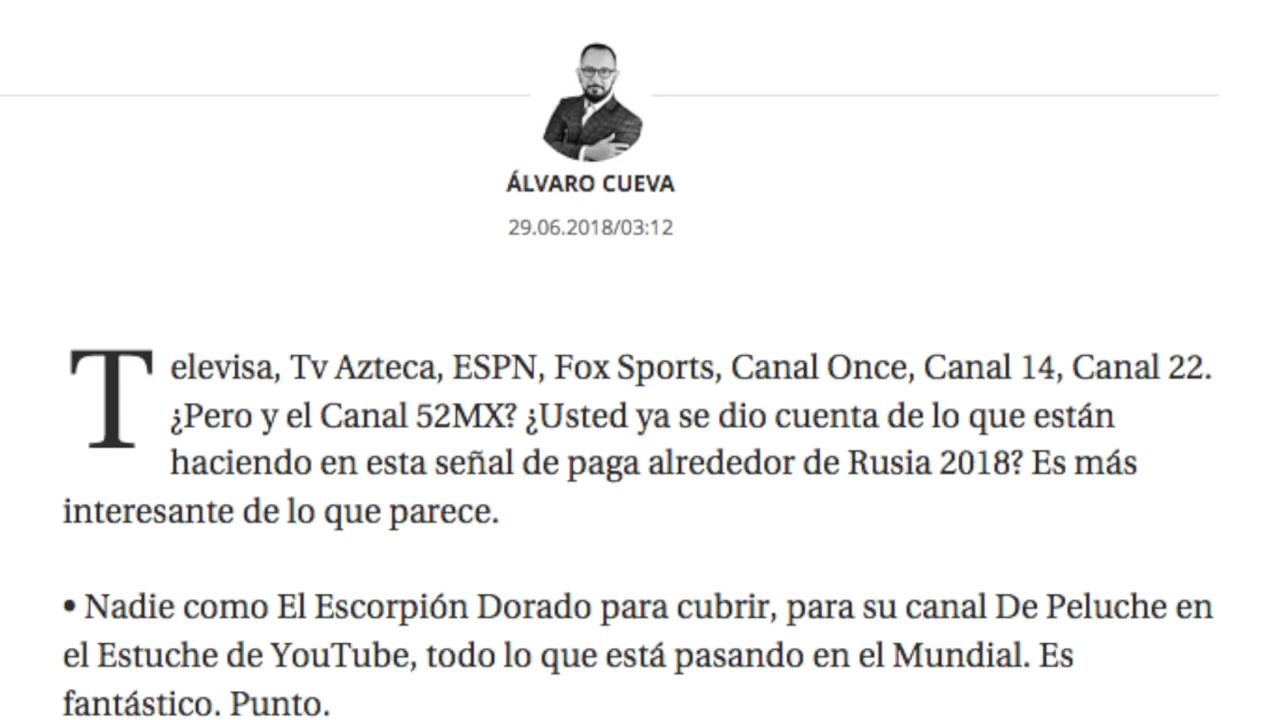 ÁLVARO CUEVA
29.06.2018/03:12
Televisa, Tv Azteca, ESPN, Fox Sports, Canal Once, Canal 14, Canal 22.
¿Pero y el Canal 52MX? ¿Usted ya se dio cuenta de lo que están
haciendo en esta señal de paga alrededor de Rusia 2018? Es más
interesante de lo que parece.
• Nadie como El Escorpión Dorado para cubrir, para su canal De Peluche en
el Estuche de YouTube, todo lo que está pasando en el Mundial. Es
fantástico. Punto.